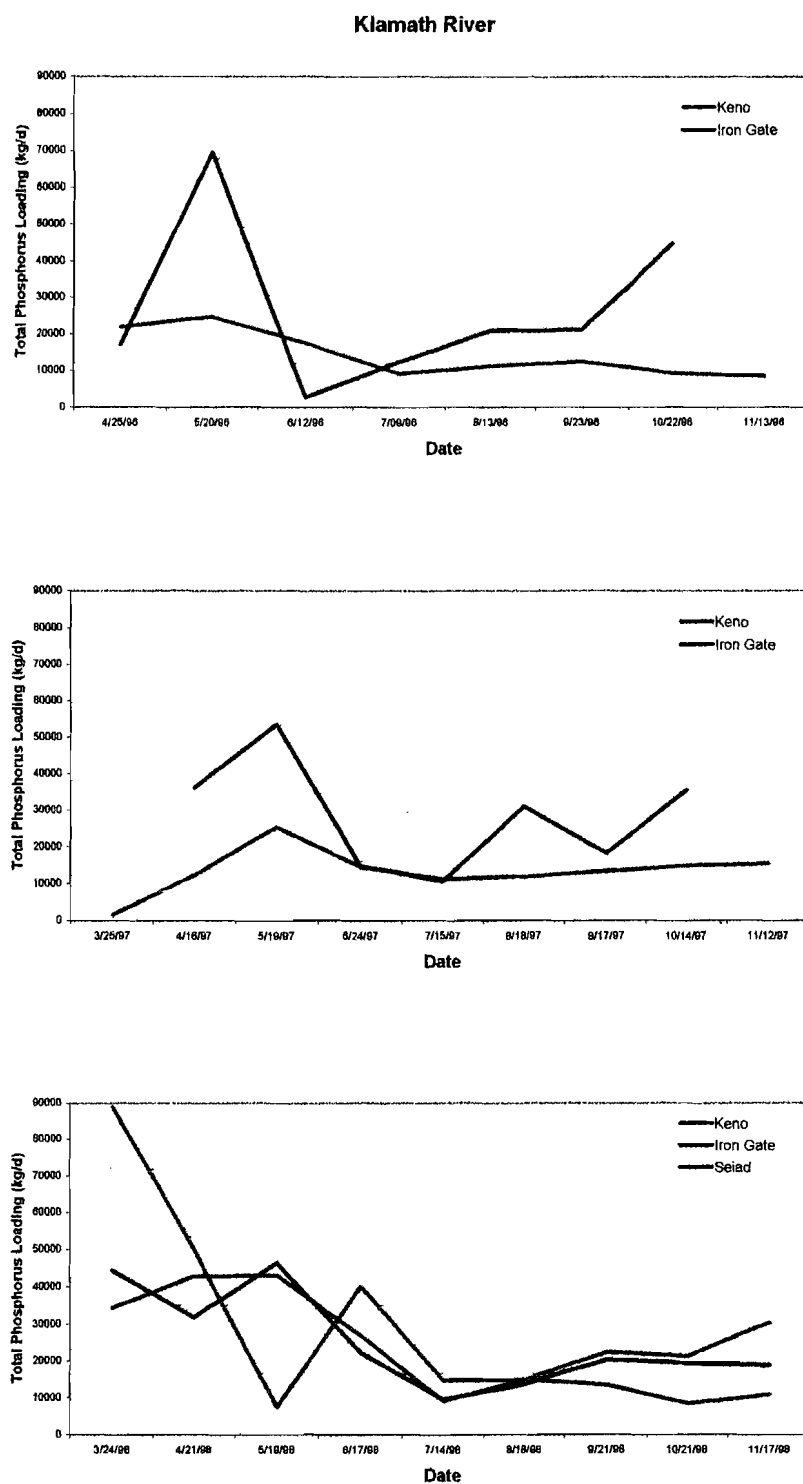 Klamath River
Total Phosphorus Loading (kg/d)
90000
80000
70000
60000
50000
40000
30000
20000
10000
0
Keno
Iron Gate
4/25/96 5/20/96 6/12/96 7/09/96 8/13/96 9/23/96 10/22/96 11/13/96
Date
Total Phosphorus Loading (kg/d)
90000
80000
70000
60000
50000
40000
30000
20000
10000
0
Keno
Iron Gate
3/25/97 4/16/97 5/19/97 6/24/97 7/15/97 8/18/97 9/17/97 10/14/97 11/12/97
Date
Total Phosphorus Loading (kg/d)
90000
80000
70000
60000
50000
40000
30000
20000
10000
0
Keno
Iron Gate
Seiad
3/24/98 4/21/98 5/18/98 6/17/98 7/14/98 8/18/98 9/21/98 10/21/98 11/17/98
Date